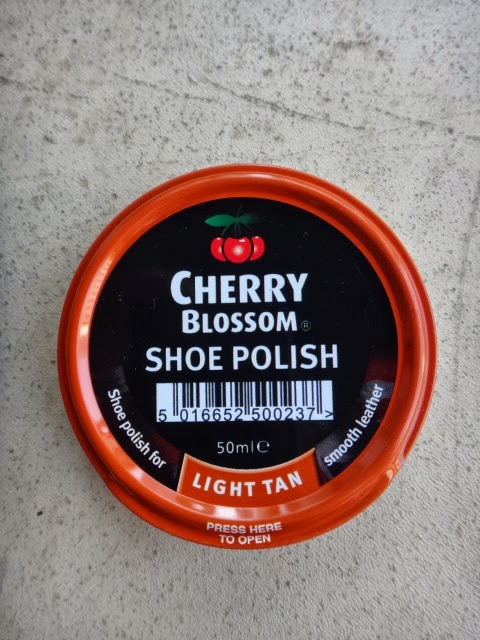 CHERRY
BLOSSOM®
SHOE POLISH
5 016652 500237 >
50ml℮
Shoe polish for
smooth leather
LIGHT TAN
PRESS HERE
TO OPEN